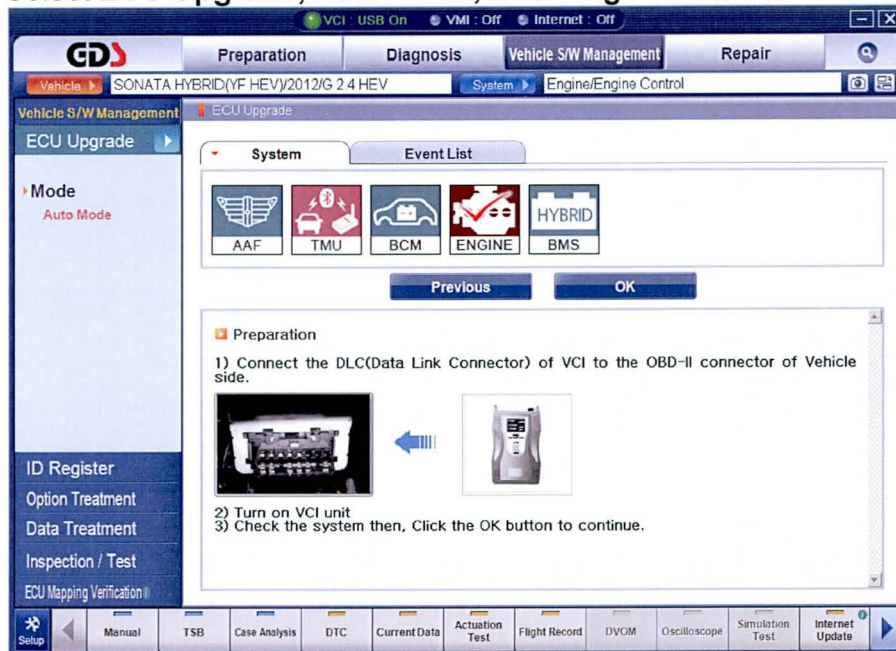 VCI : USB On VMI : Off Internet : Off
GDS Preparation Diagnosis Vehicle S/W Management Repair
Vehicle SONATA HYBRID(YF HEV)/2012/G 2.4 HEV System Engine/Engine Control
Vehicle S/W Management
ECU Upgrade
ECU Upgrade
Mode
Auto Mode
System Event List
HYBRID
AAF TMU BCM ENGINE BMS
Previous OK
Preparation
1) Connect the DLC(Data Link Connector) of VCI to the OBD-II connector of Vehicle
side.
2) Turn on VCI unit
3) Check the system then, Click the OK button to continue.
ID Register
Option Treatment
Data Treatment
Inspection / Test
ECU Mapping Verification
Setup Manual TSB Case Analysis DTC Current Data Actuation Test Flight Record DVOM Oscilloscope Simulation Test Internet Update